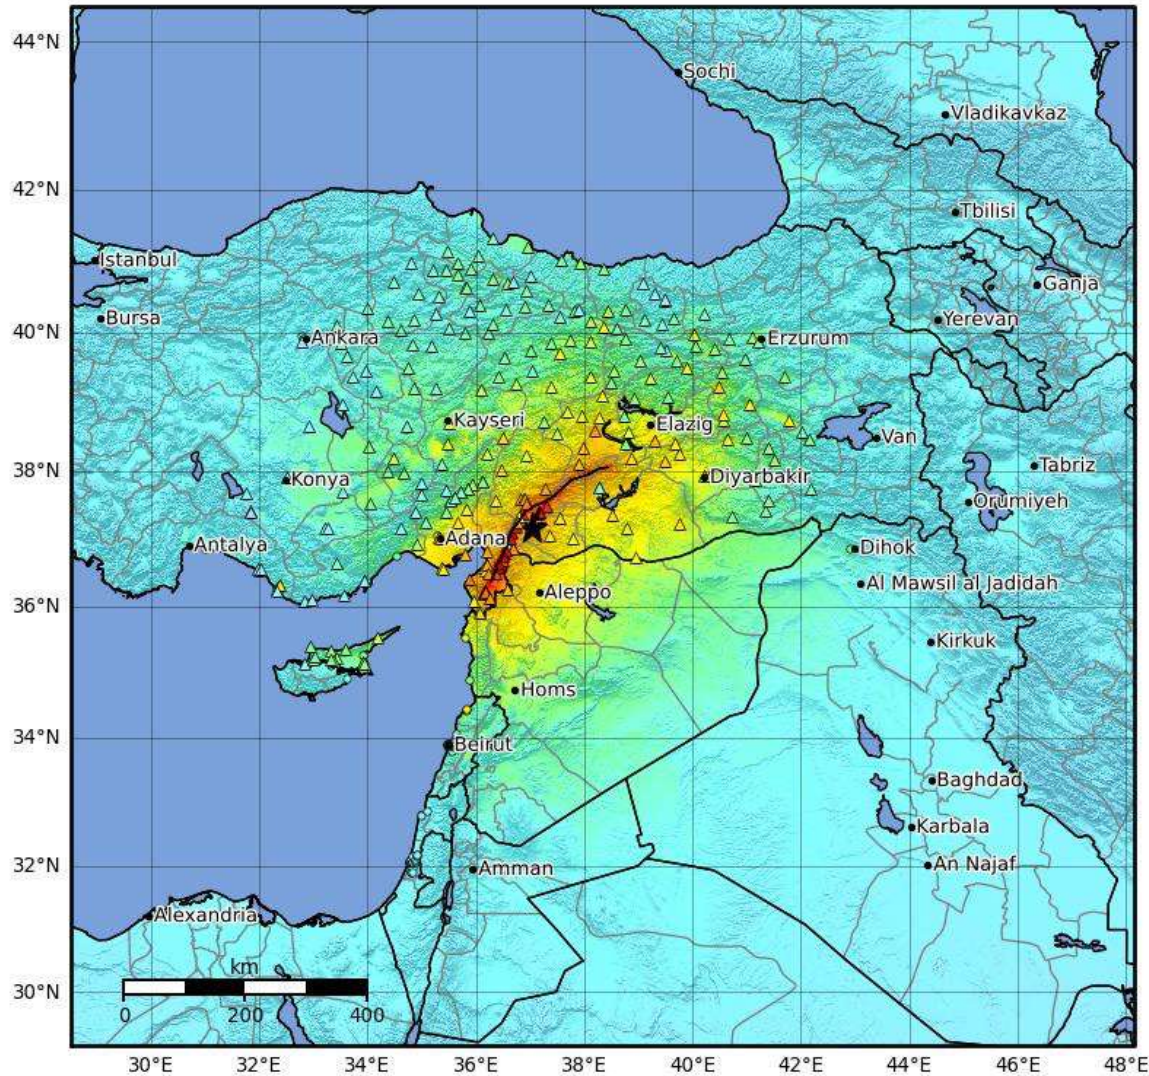 44°N
Sochi
Vladikavkaz
42°N
Tbilisi
Istanbul
Ganja
Bursa
Yerevan
40°N
Ankara
Erzurum
Kayseri
Elazig
Van
38°N
Konya
Diyarbakir
Tabriz
Orumiyeh
Antalya
Adana
Dihok
Aleppo
Al Mawsil al Jadidah
36°N
Kirkuk
Homs
34°N
Beirut
Baghdad
Karbala
32°N
Amman
An Najaf
Alexandria
km
30°N
0
200
400
30°E
32°E
34°E
36°E
38°E
40°E
42°E
44°E
46°E
48°E